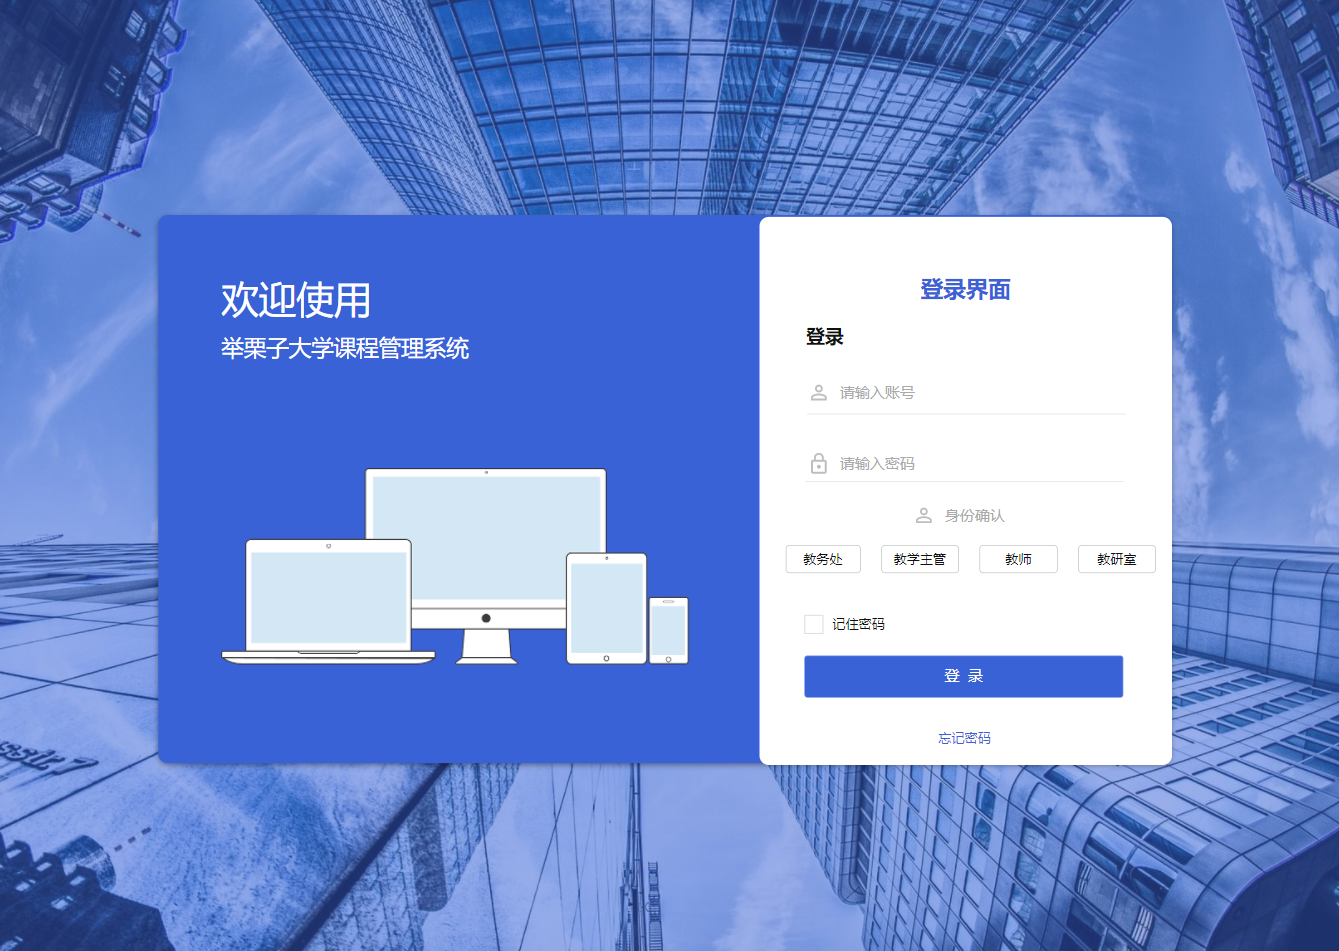 欢迎使用
举栗子大学课程管理系统
登录界面
登录
请输入账号
请输入密码
身份确认
教务处
教学主管
教师
教研室
记住密码
登 录
忘记密码